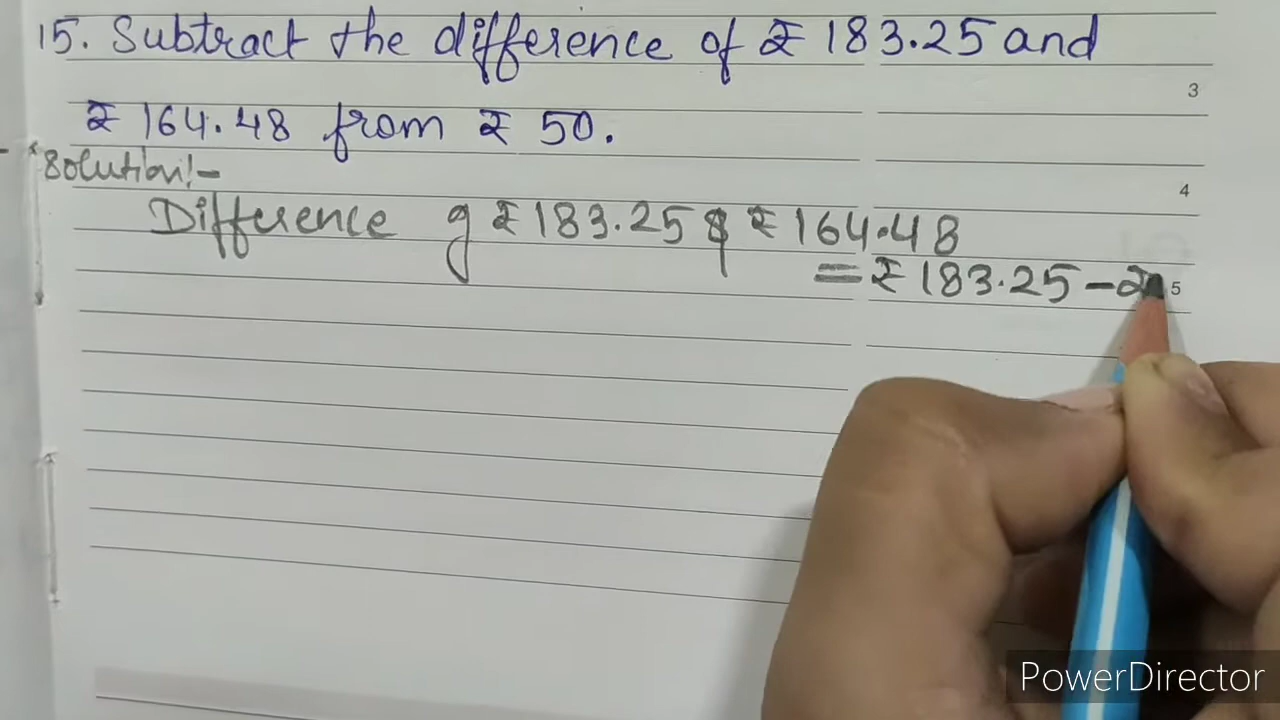 15. Subtract the difference of ₹ 183.25 and
3
₹ 164.48 from ₹ 50.
Solution:-
4
Difference of ₹ 183.25 & ₹ 164.48
= ₹ 183.25 - ₹
5
PowerDirector